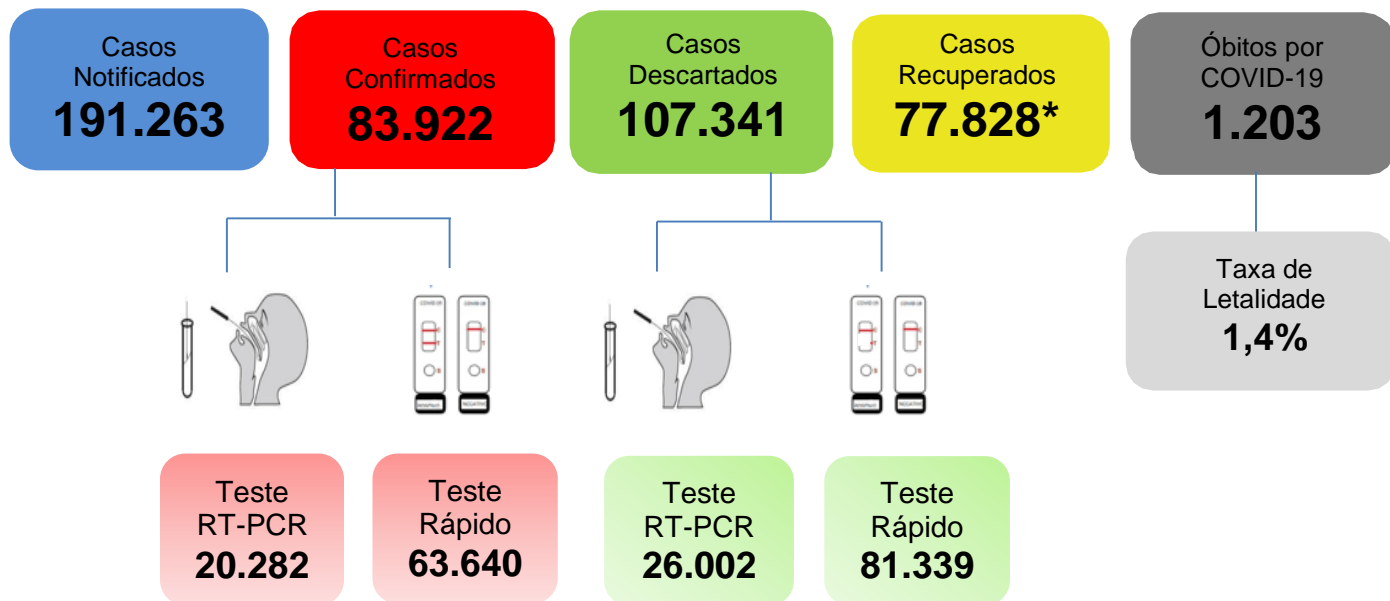 Casos
Notificados
191.263
Casos
Confirmados
83.922
Casos
Descartados
107.341
Casos
Recuperados
77.828*
Óbitos por
COVID-19
1.203
Taxa de
Letalidade
1,4%
Teste
RT-PCR
20.282
Teste
Rápido
63.640
Teste
RT-PCR
26.002
Teste
Rápido
81.339